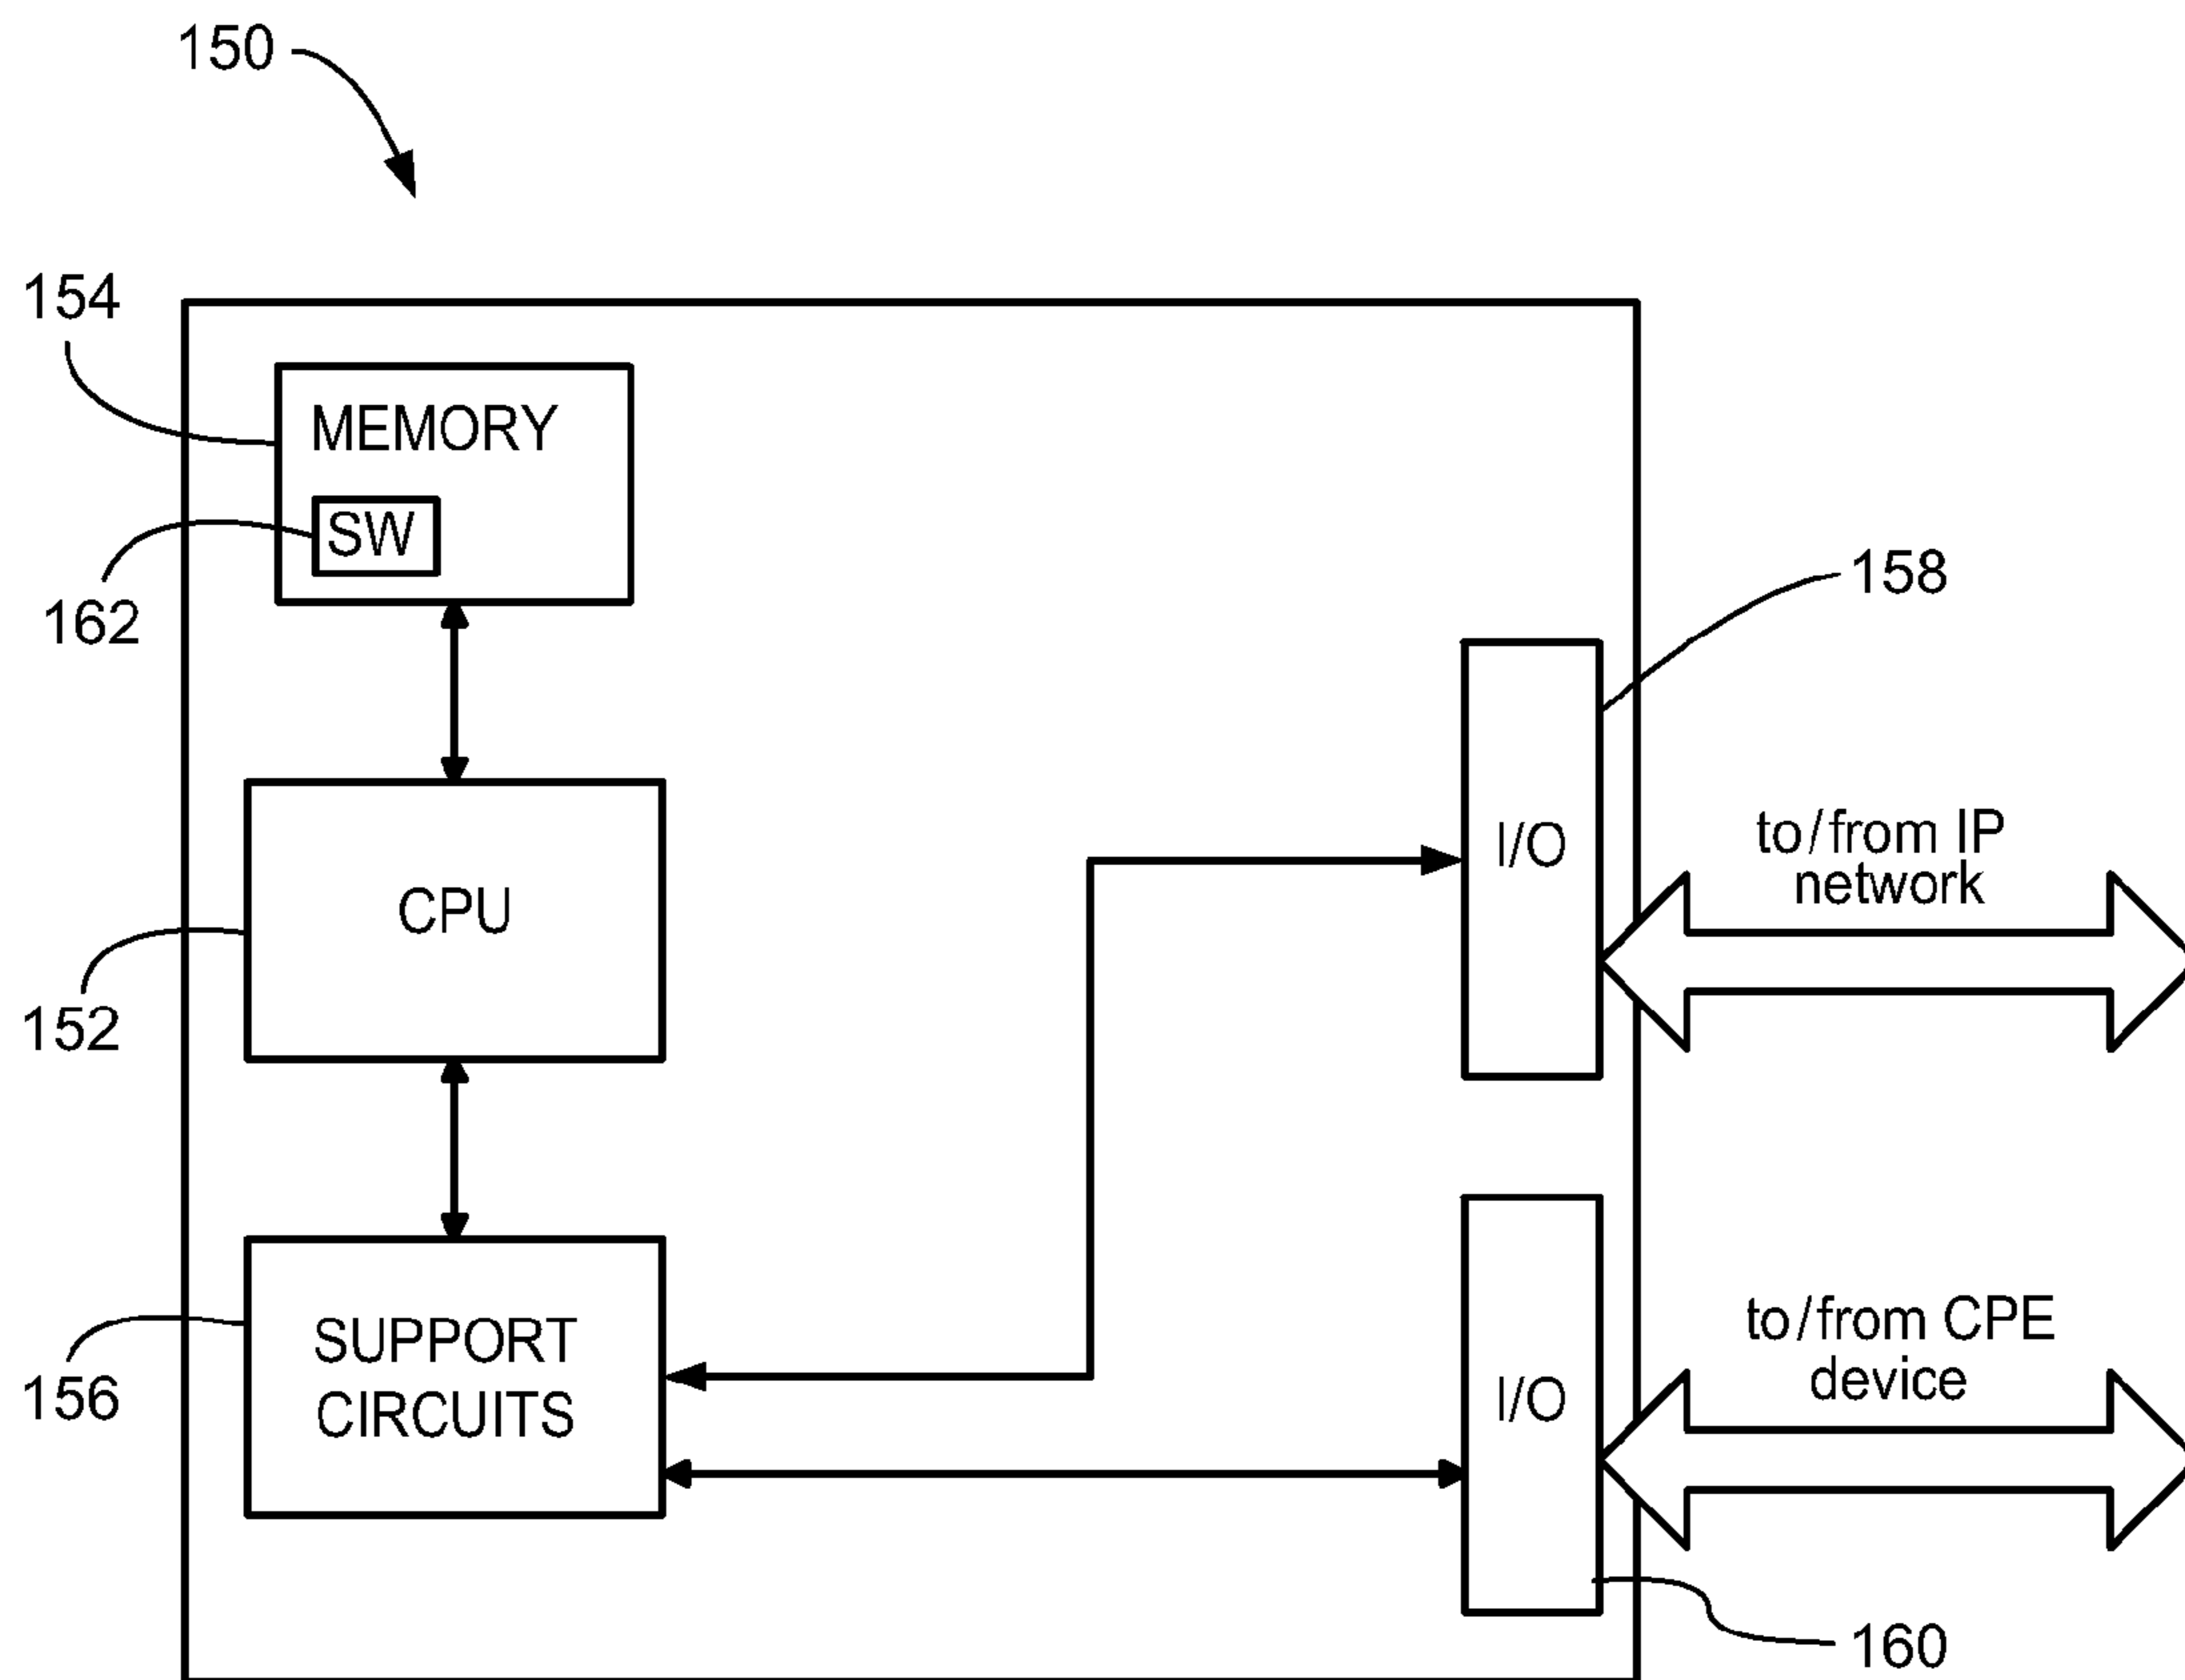 150
154
MEMORY
SW
162
158
I/O
to/from IP
network
CPU
152
SUPPORT
CIRCUITS
156
I/O
to/from CPE
device
160